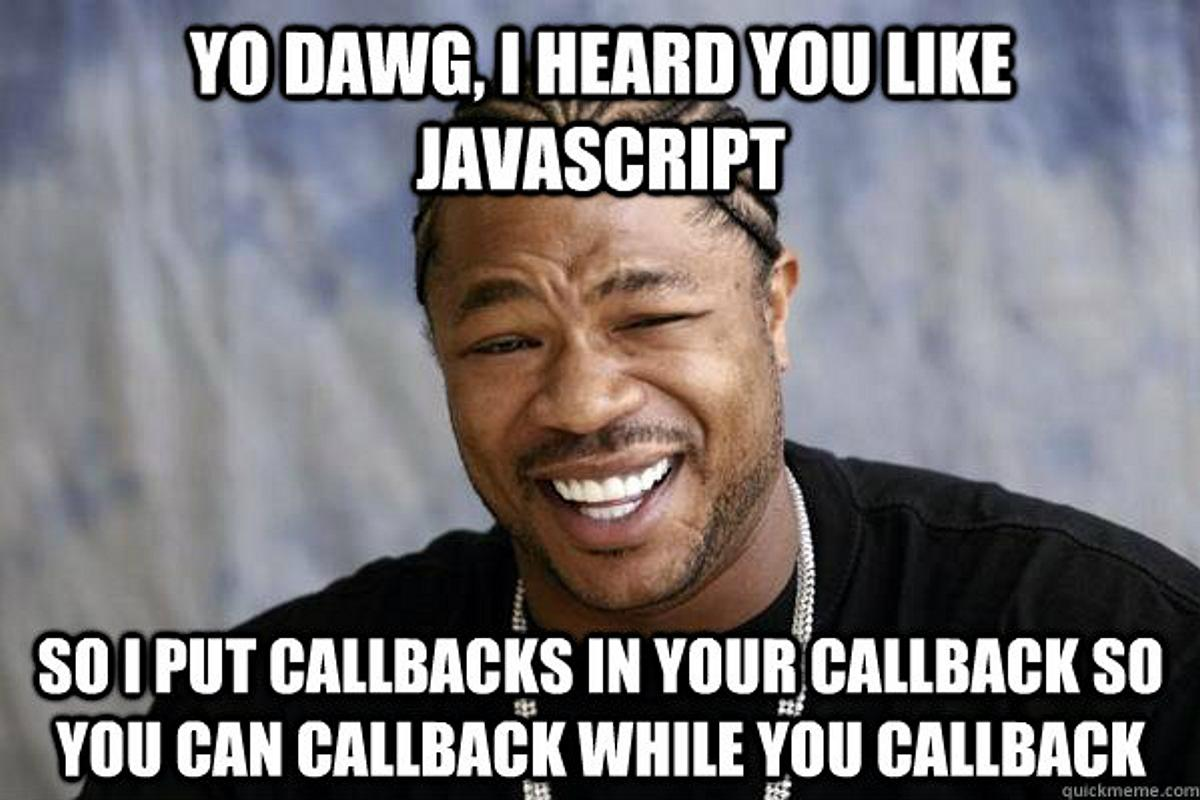 YO DAWG, I HEARD YOU LIKE
JAVASCRIPT
SO I PUT CALLBACKS IN YOUR CALLBACK SO
YOU CAN CALLBACK WHILE YOU CALLBACK
quickmeme.com